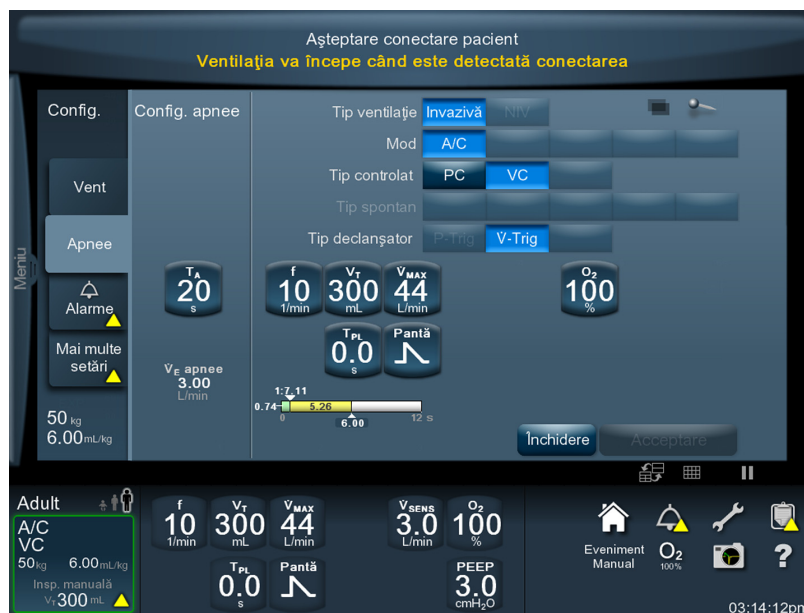 Aşteptare conectare pacient
Ventilaţia va începe când este detectată conectarea
Meniu
Config.
Vent
Apnee
Alarme
Mai multe
setări
50 kg
6.00 mL/kg
Config. apnee
Tip ventilaţie Invazivă NIV
Mod A/C
Tip controlat PC VC
Tip spontan
Tip declanşator P-Trig V̇-Trig
TA
20
s
f
10
1/min
VT
300
mL
V̇MAX
44
L/min
O2
100
%
TPL
0.0
s
Pantă
V̇E apnee
3.00
L/min
1:7.11
0.74 5.26
0 6.00 12 s
Închidere Acceptare
Adult
A/C
VC
50 kg 6.00 mL/kg
Insp. manuală
VT 300 mL
f
10
1/min
VT
300
mL
V̇MAX
44
L/min
V̇SENS
3.0
L/min
O2
100
%
TPL
0.0
s
Pantă
PEEP
3.0
cmH2O
Eveniment
Manual
O2
100%
?
03:14:12pm